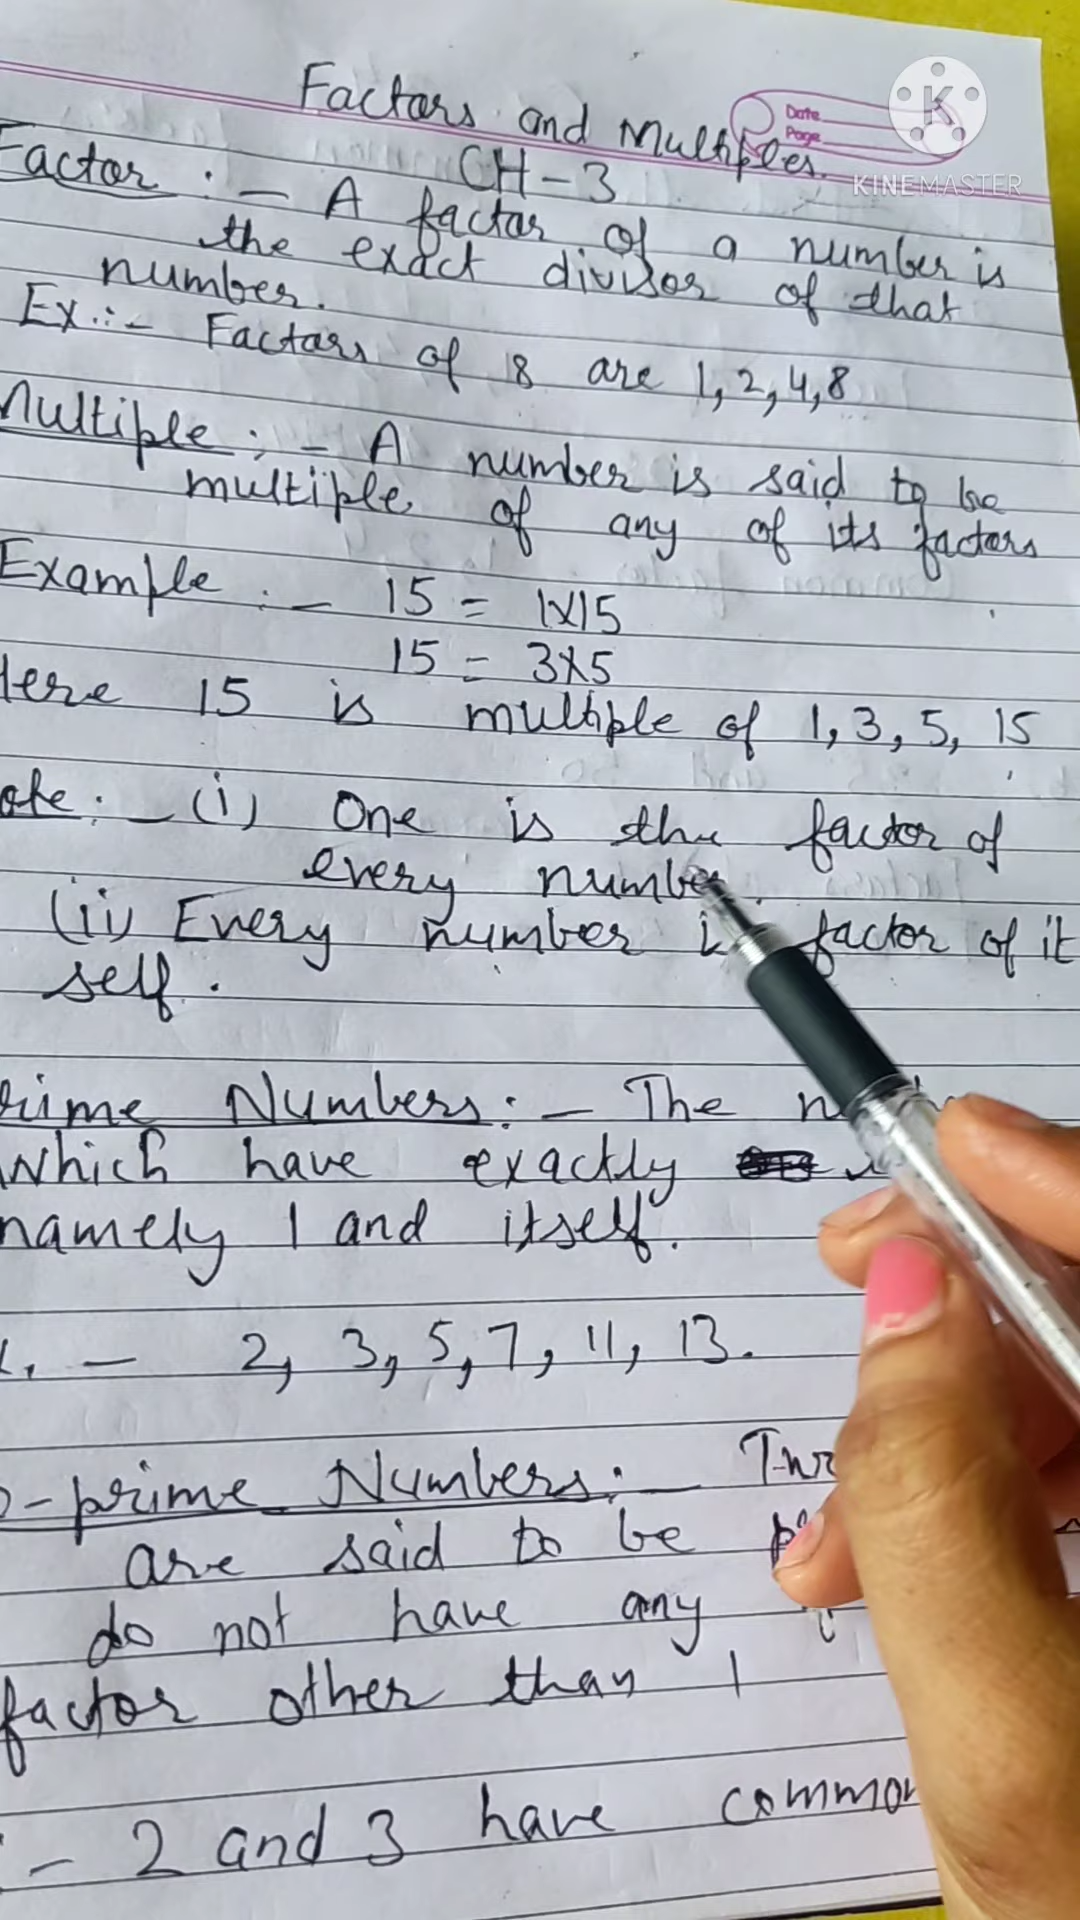 Factors and Multiples.
Date
Page
K
KINEMASTER
CH-3
Factor :- A factor of a number is
the exact divisor of that
number.
Ex.:- Factors of 8 are 1,2,4,8
Multiple :- A number is said to be
multiple of any of its factors
Example :- 15 = 1x15
15 = 3x5
Here 15 is multiple of 1, 3, 5, 15
ote:-(i) One is the factor of
every number.
(ii) Every number is factor of it
self.
rime Numbers:- The
which have exactly
namely 1 and itself.
x. - 2, 3, 5, 7, 11, 13.
o-prime Numbers:-
are said to be
do not have any
factor other than 1
:- 2 and 3 have common